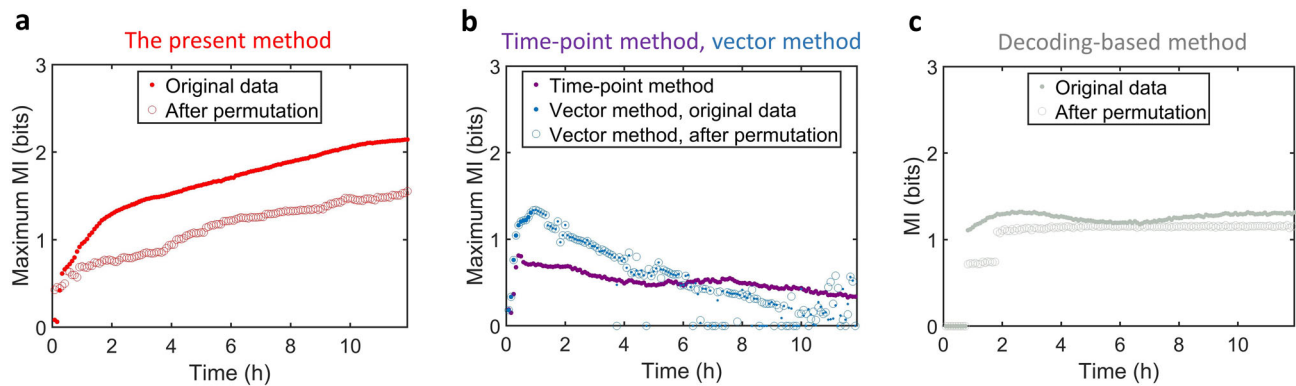 a
The present method
Maximum MI (bits)
3
2
1
0
Original data
After permutation
0 2 4 6 8 10
Time (h)
b
Time-point method, vector method
Maximum MI (bits)
3
2
1
0
Time-point method
Vector method, original data
Vector method, after permutation
0 2 4 6 8 10
Time (h)
c
Decoding-based method
MI (bits)
3
2
1
0
Original data
After permutation
0 2 4 6 8 10
Time (h)